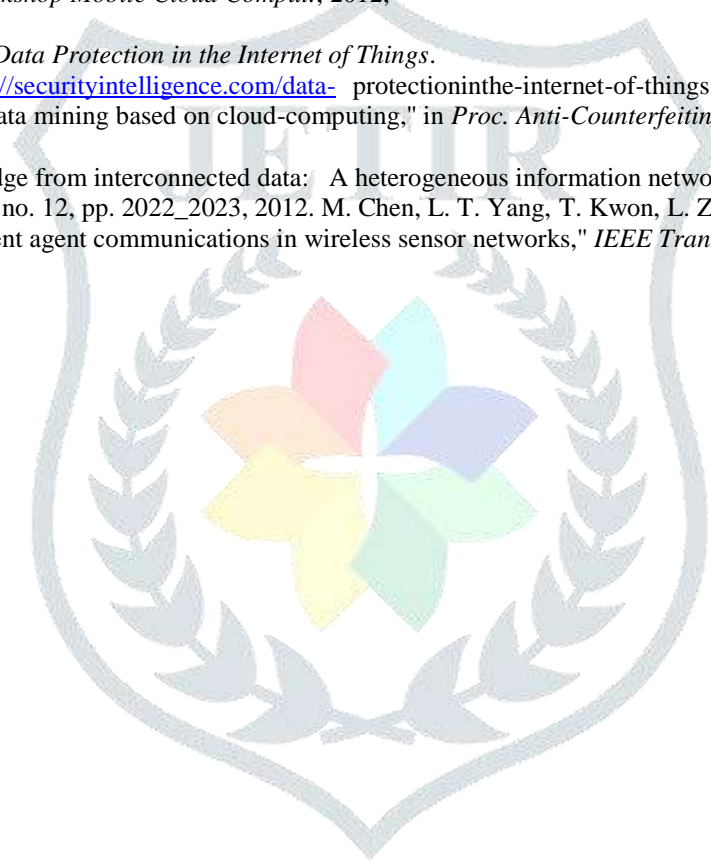 kshop Mobile Cloud Comput., 2012,
Data Protection in the Internet of Things.
://securityintelligence.com/data- protectioninthe-internet-of-things
ata mining based on cloud-computing," in Proc. Anti-Counterfeitin
JETIR
dge from interconnected data: A heterogeneous information netwo
no. 12, pp. 2022_2023, 2012. M. Chen, L. T. Yang, T. Kwon, L. Z
ent agent communications in wireless sensor networks," IEEE Tran